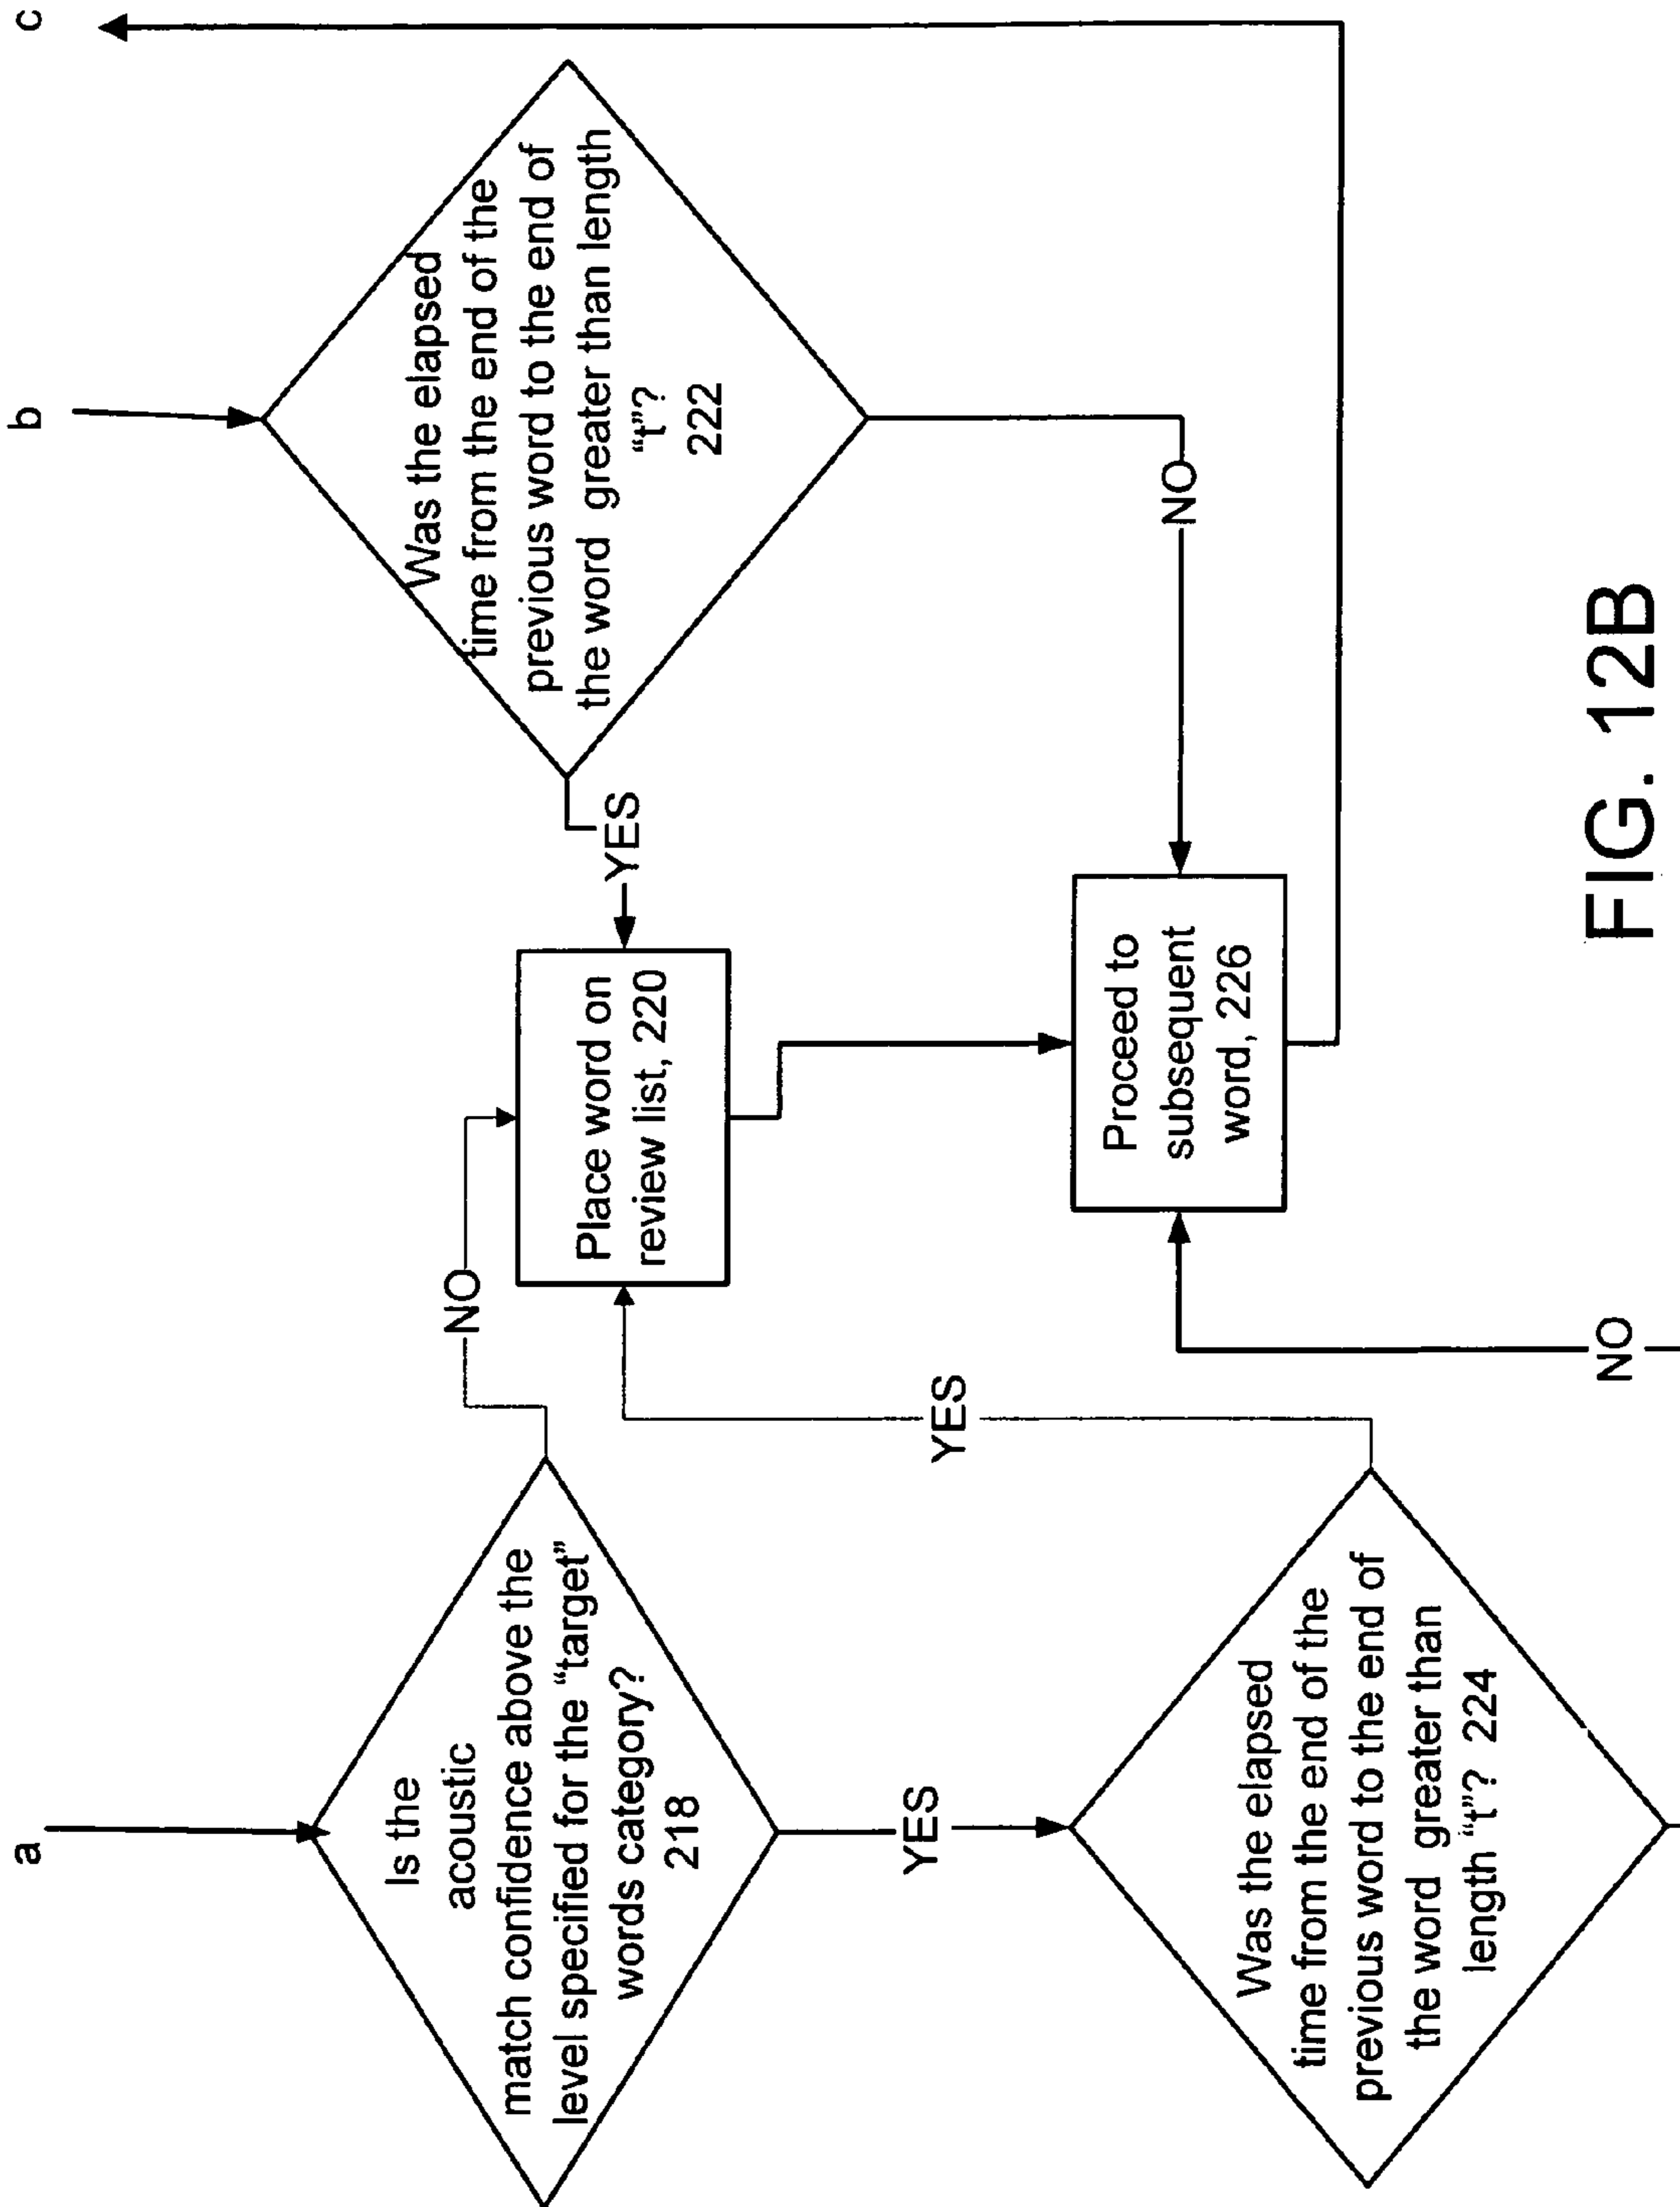 a
b
c
Is the
acoustic
match confidence above the
level specified for the “target”
words category?
218
NO
YES
Was the elapsed
time from the end of the
previous word to the end of
the word greater than
length “t”? 224
YES
NO
Place word on
review list, 220
Was the elapsed
time from the end of the
previous word to the end of
the word greater than length
“t”?
222
YES
NO
Proceed to
subsequent
word, 226
FIG. 12B